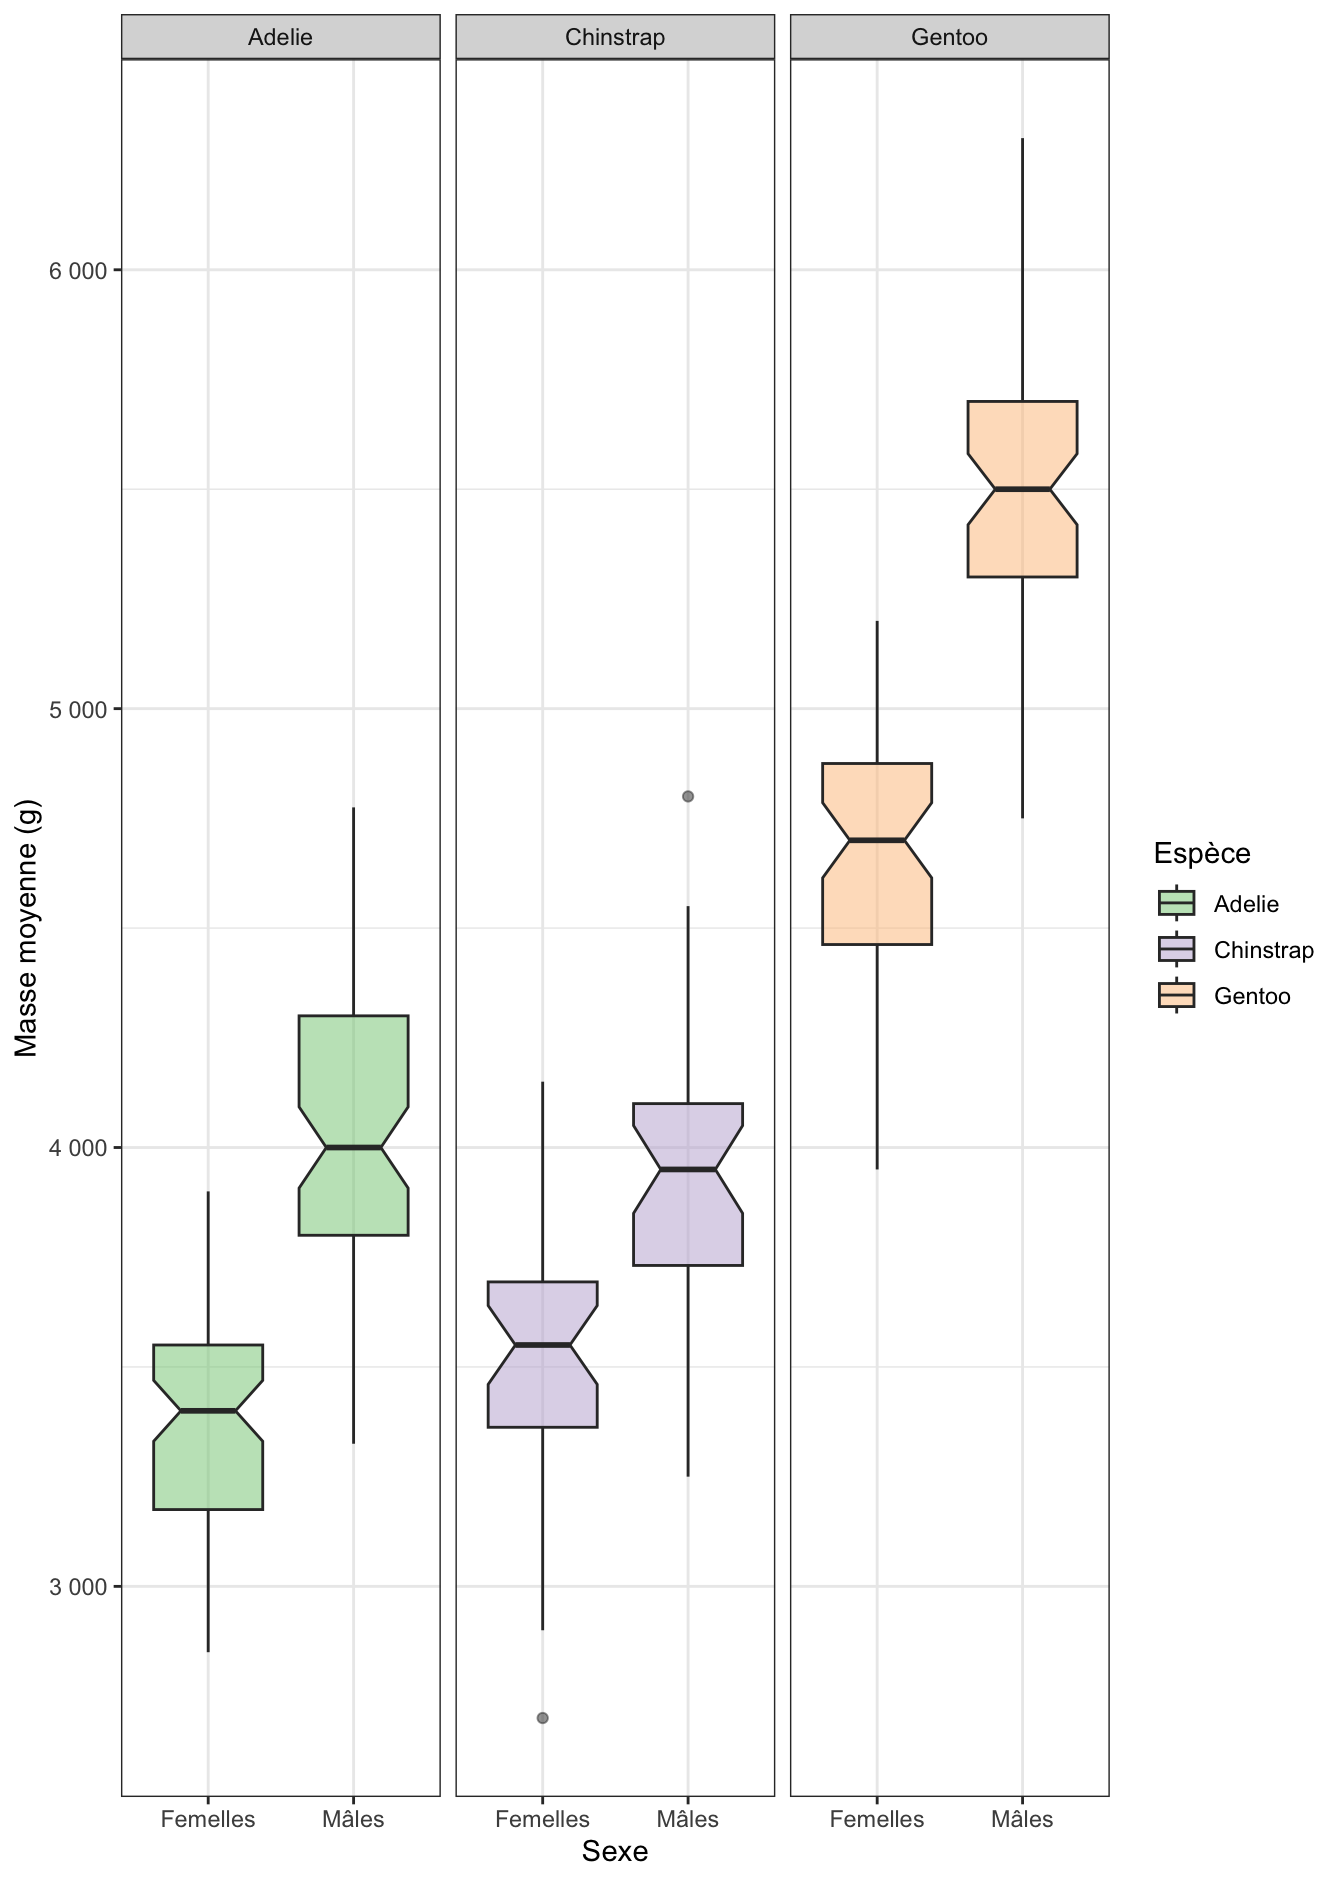 Adelie
Chinstrap
Gentoo
6 000
5 000
4 000
3 000
Masse moyenne (g)
Femelles
Mâles
Femelles
Mâles
Femelles
Mâles
Sexe
Espèce
Adelie
Chinstrap
Gentoo